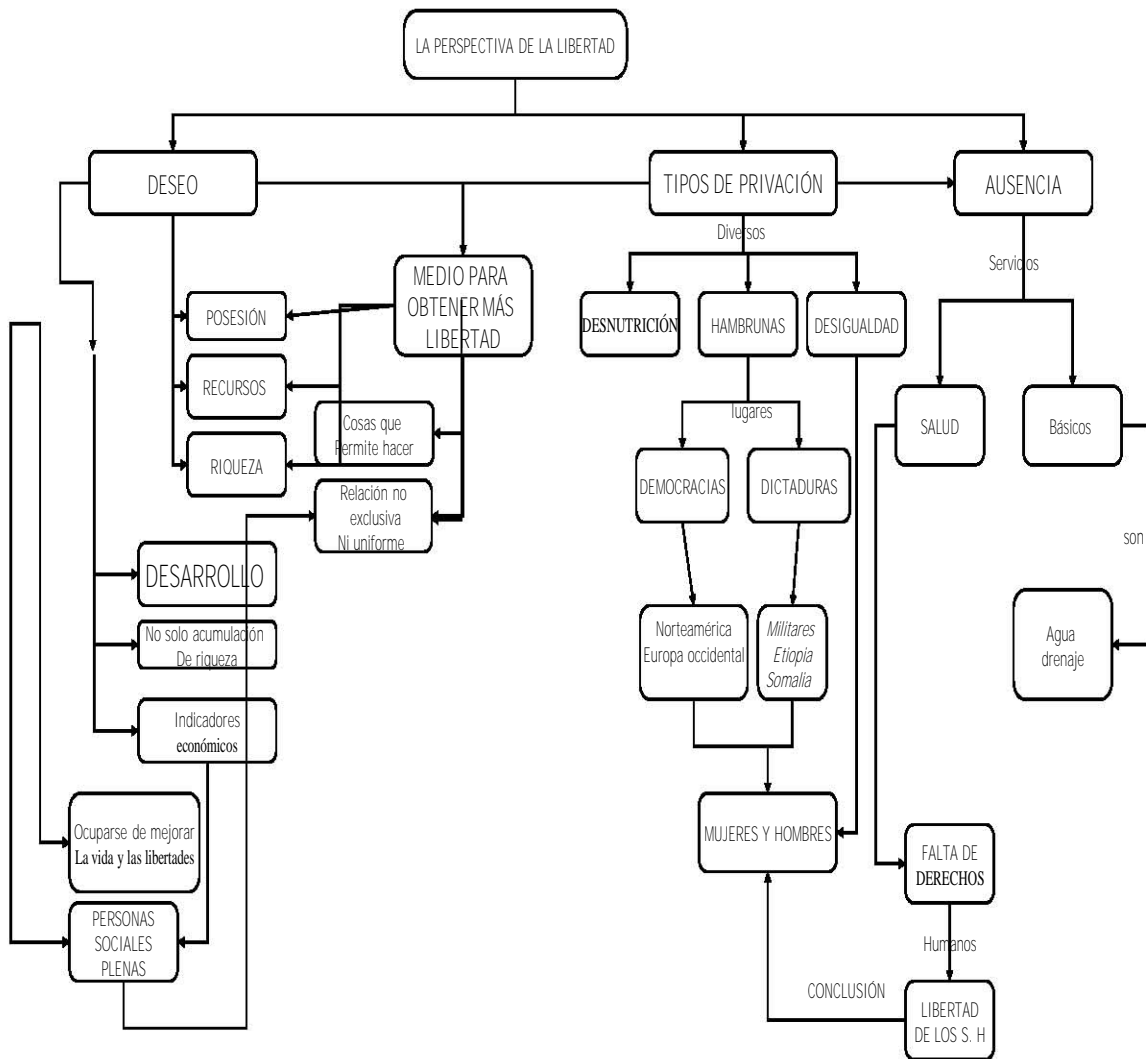 LA PERSPECTIVA DE LA LIBERTAD
DESEO
TIPOS DE PRIVACIÓN
AUSENCIA
Diversos
Servicios
MEDIO PARA
OBTENER MÁS
LIBERTAD
POSESIÓN
DESNUTRICIÓN
HAMBRUNAS
DESIGUALDAD
RECURSOS
Cosas que
Permite hacer
lugares
SALUD
Básicos
RIQUEZA
Relación no
exclusiva
Ni uniforme
DEMOCRACIAS
DICTADURAS
son
DESARROLLO
No solo acumulación
De riqueza
Norteamérica
Europa occidental
Militares
Etiopía
Somalia
Agua
drenaje
Indicadores
económicos
Ocuparse de mejorar
La vida y las libertades
MUJERES Y HOMBRES
FALTA DE
DERECHOS
PERSONAS
SOCIALES
PLENAS
Humanos
CONCLUSIÓN
LIBERTAD
DE LOS S. H